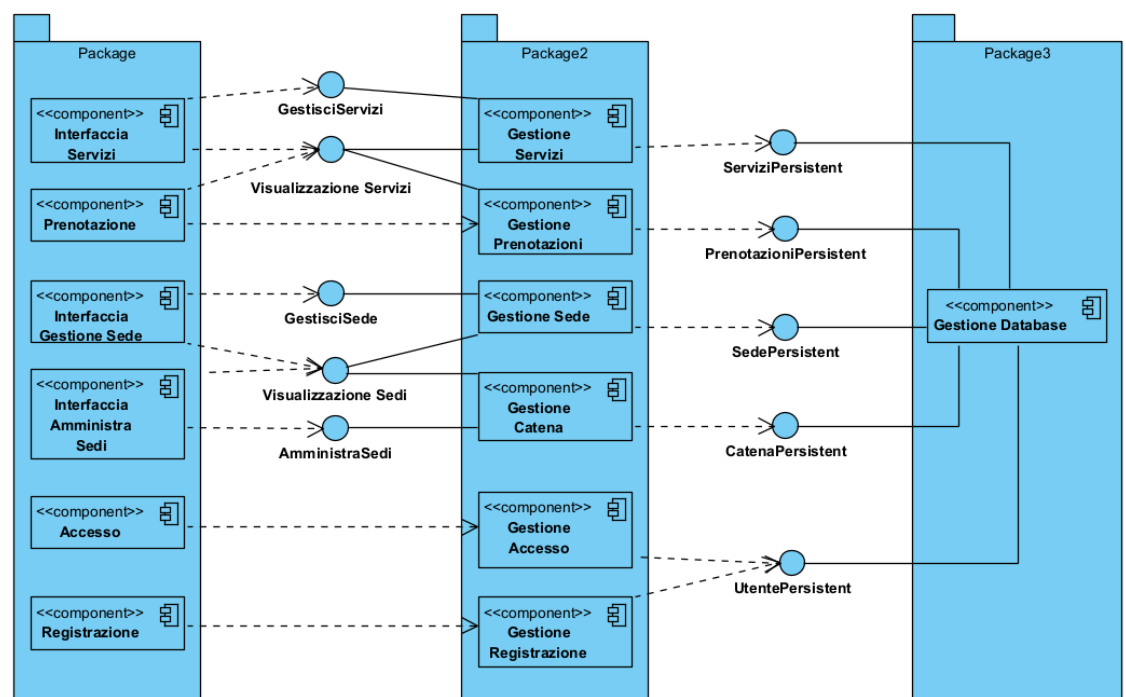 Package
<<component>>
Interfaccia
Servizi
<<component>>
Prenotazione
<<component>>
Interfaccia
Gestione Sede
<<component>>
Interfaccia
Amministra
Sedi
<<component>>
Accesso
<<component>>
Registrazione
GestisciServizi
Visualizzazione Servizi
GestisciSede
Visualizzazione Sedi
AmministraSedi
Package2
<<component>>
Gestione
Servizi
<<component>>
Gestione
Prenotazioni
<<component>>
Gestione Sede
<<component>>
Gestione
Catena
<<component>>
Gestione
Accesso
<<component>>
Gestione
Registrazione
ServiziPersistent
PrenotazioniPersistent
SedePersistent
CatenaPersistent
UtentePersistent
Package3
<<component>>
Gestione Database